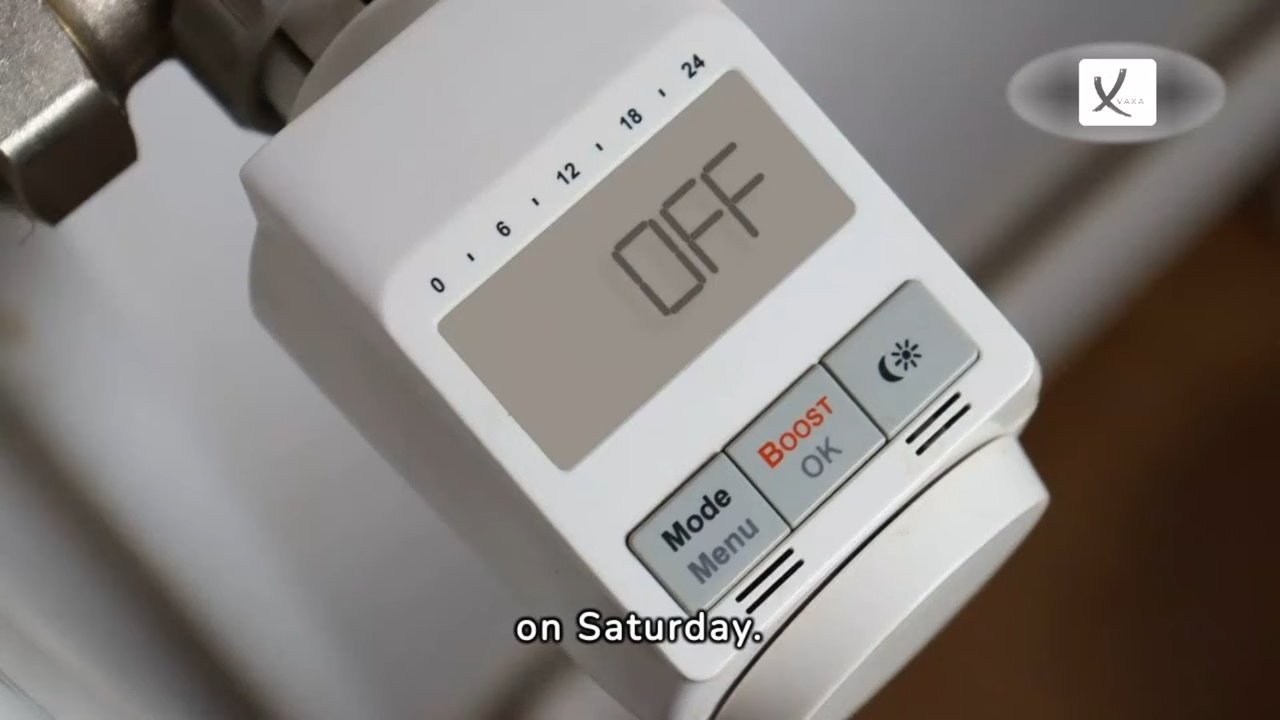 VAXA
0 6 12 18 24
OFF
BOOST
OK
Mode
Menu
on Saturday.